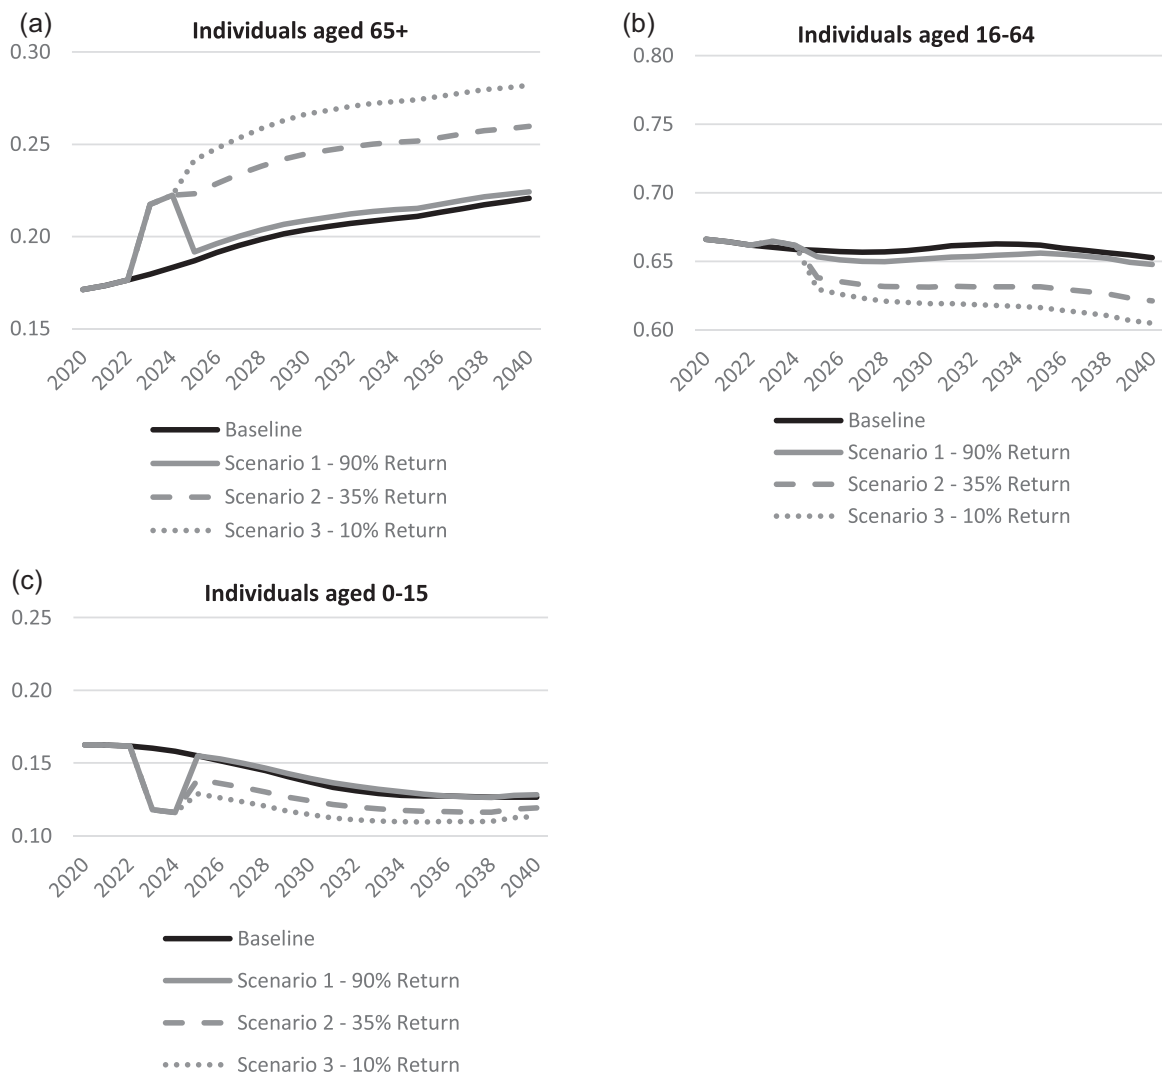 (a)
Individuals aged 65+
0.30
0.25
0.20
0.15
2020 2022 2024 2026 2028 2030 2032 2034 2036 2038 2040
Baseline
Scenario 1 - 90% Return
Scenario 2 - 35% Return
Scenario 3 - 10% Return
(b)
Individuals aged 16-64
0.80
0.75
0.70
0.65
0.60
2020 2022 2024 2026 2028 2030 2032 2034 2036 2038 2040
Baseline
Scenario 1 - 90% Return
Scenario 2 - 35% Return
Scenario 3 - 10% Return
(c)
Individuals aged 0-15
0.25
0.20
0.15
0.10
2020 2022 2024 2026 2028 2030 2032 2034 2036 2038 2040
Baseline
Scenario 1 - 90% Return
Scenario 2 - 35% Return
Scenario 3 - 10% Return